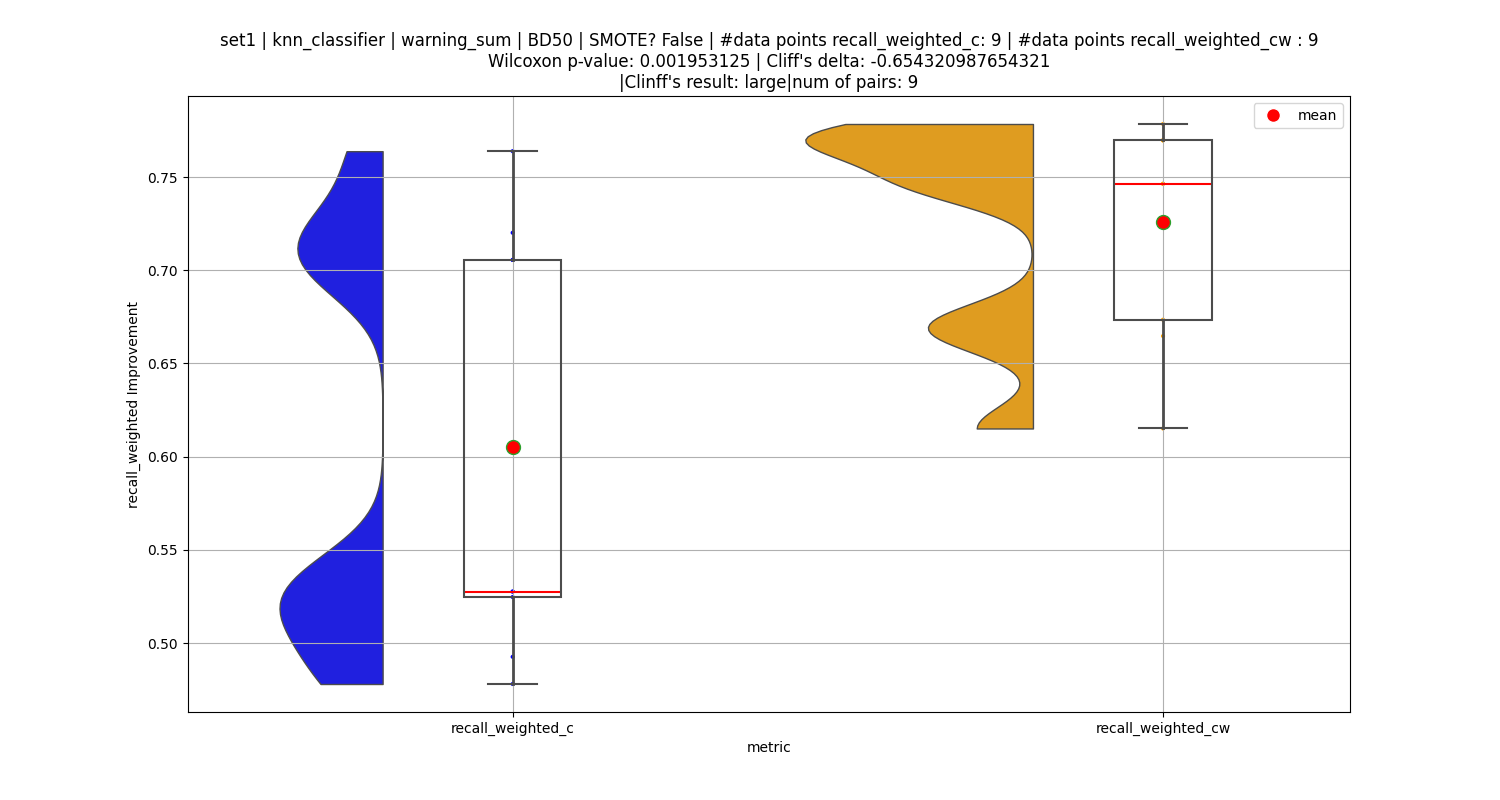 set1 | knn_classifier | warning_sum | BD50 | SMOTE? False | #data points recall_weighted_c: 9 | #data points recall_weighted_cw : 9
Wilcoxon p-value: 0.001953125 | Cliff's delta: -0.654320987654321
|Clinff's result: large|num of pairs: 9
mean
0.75
0.70
0.65
0.60
0.55
0.50
recall_weighted Improvement
recall_weighted_c
recall_weighted_cw
metric